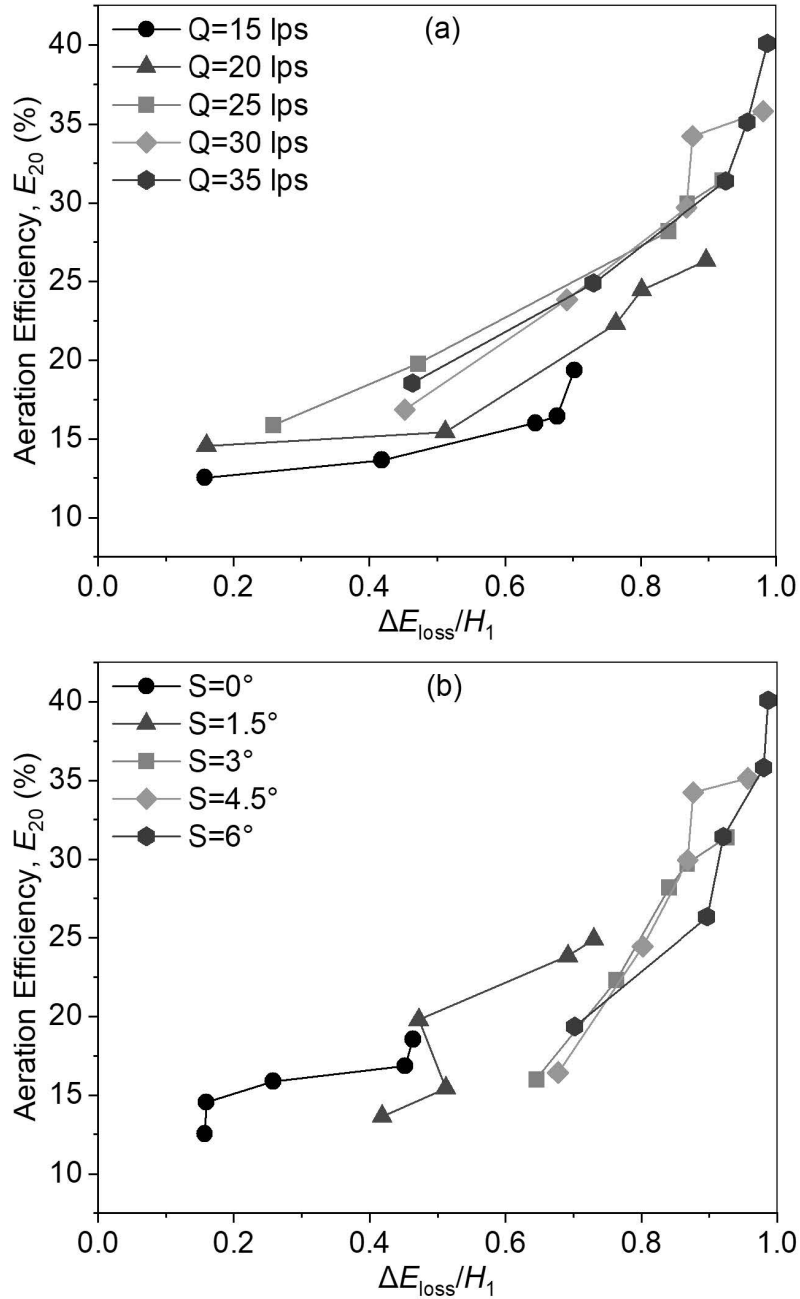 (a)
Q=15 lps
Q=20 lps
Q=25 lps
Q=30 lps
Q=35 lps
Aeration Efficiency, E₂₀ (%)
40
35
30
25
20
15
10
0.0 0.2 0.4 0.6 0.8 1.0
ΔE_loss/H₁
(b)
S=0°
S=1.5°
S=3°
S=4.5°
S=6°
Aeration Efficiency, E₂₀ (%)
40
35
30
25
20
15
10
0.0 0.2 0.4 0.6 0.8 1.0
ΔE_loss/H₁